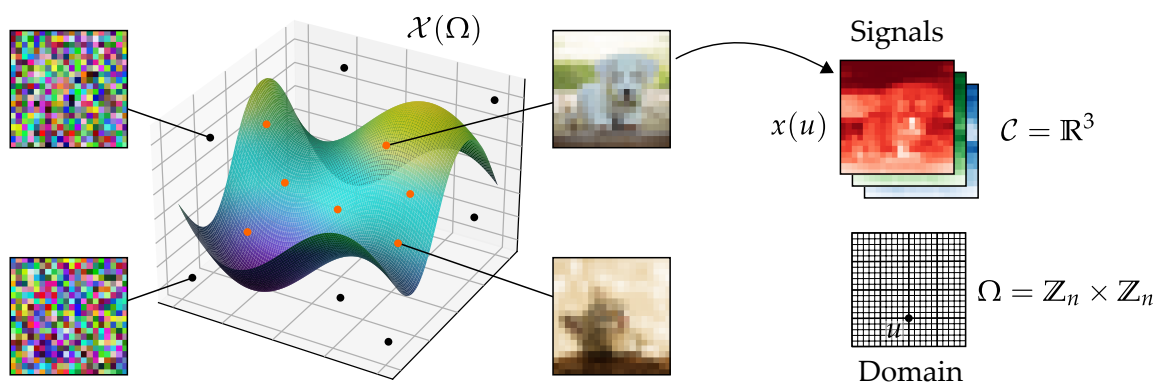 𝒳(Ω)
Signals
x(u)
𝒞 = ℝ³
Ω = ℤₙ × ℤₙ
u
Domain